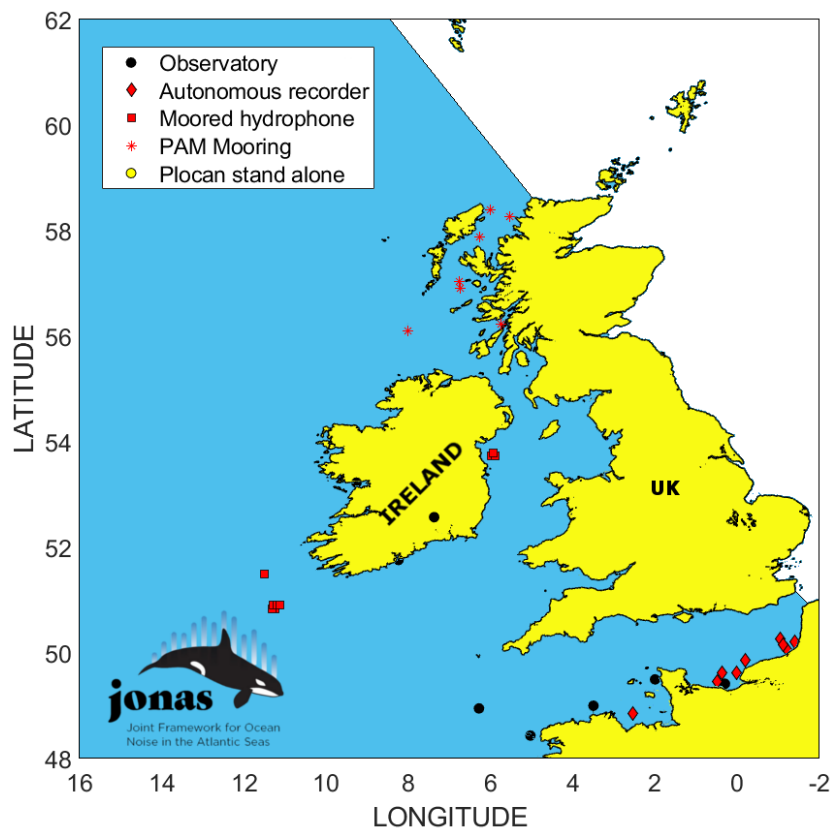 62
60
58
56
54
52
50
48
LATITUDE
Observatory
Autonomous recorder
Moored hydrophone
PAM Mooring
Plocan stand alone
IRELAND
UK
jonas
Joint Framework for Ocean
Noise in the Atlantic Seas
16 14 12 10 8 6 4 2 0 -2
LONGITUDE